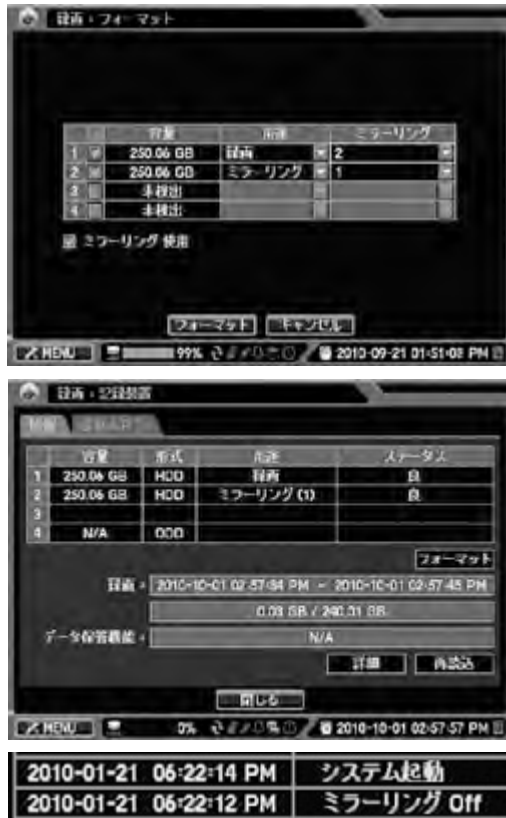 録画 : フォーマット
容量 用途 ミラーリング
1 250.06 GB 録画 2
2 250.06 GB ミラーリング 1
3 未検出
4 未検出
ミラーリング 使用
フォーマット キャンセル
MENU 99% 2010-09-21 01:51:08 PM
録画 : 記録装置
容量 形式 用途 ステータス
1 250.06 GB HDD 録画 良
2 250.06 GB HDD ミラーリング (1) 良
3
4 N/A ODD
フォーマット
録画 : 2010-10-01 02:57:34 PM ~ 2010-10-01 02:57:45 PM
0.03 GB / 240.31 GB
データ保管機能 : N/A
詳細 再読込
閉じる
MENU 0% 2010-10-01 02:57:57 PM
2010-01-21 06:22:14 PM システム起動
2010-01-21 06:22:12 PM ミラーリング Off